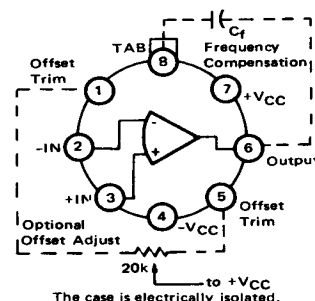 Cf
Frequency
Compensation
TAB
8
Offset
Trim
1
7
+VCC
-IN
2
-
+
6
Output
+IN
3
5
Offset
Trim
4
-VCC
Optional
Offset Adjust
20k
to +VCC
The case is electrically isolated.